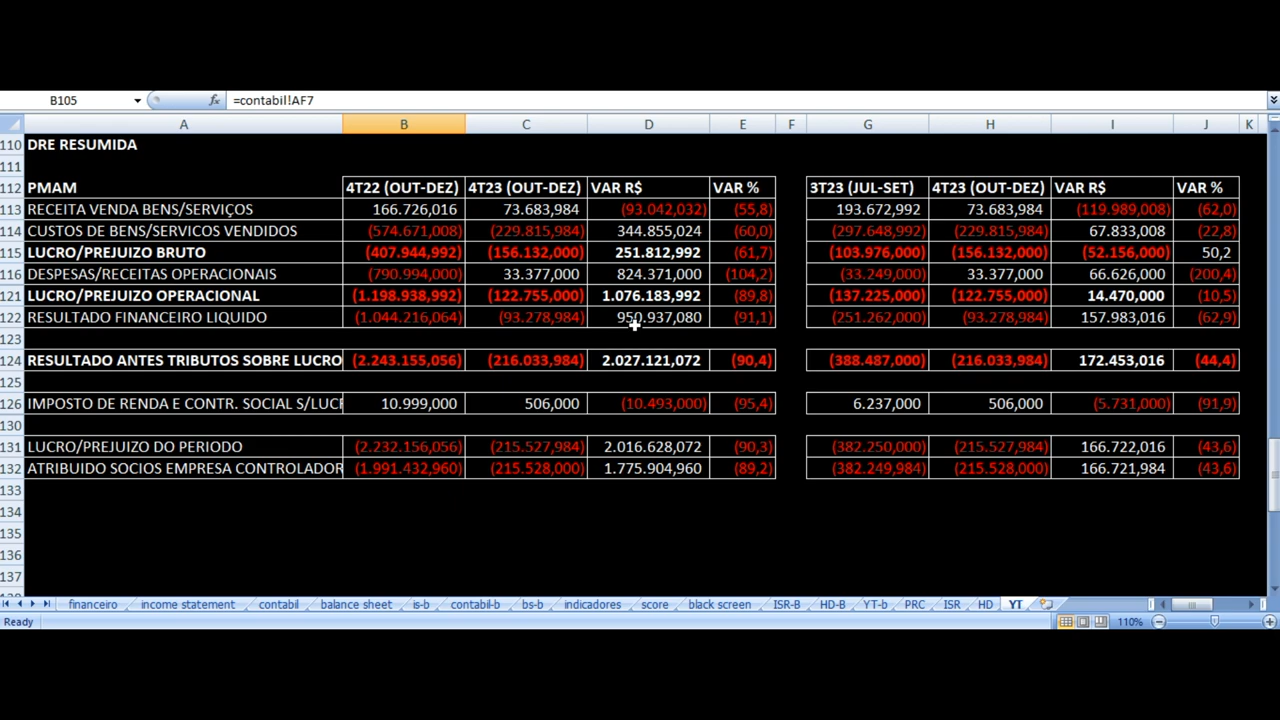 B105 fx =contabil!AF7
A B C D E F G H I J K
110 DRE RESUMIDA
111
112 PMAM 4T22 (OUT-DEZ) 4T23 (OUT-DEZ) VAR R$ VAR % 3T23 (JUL-SET) 4T23 (OUT-DEZ) VAR R$ VAR %
113 RECEITA VENDA BENS/SERVIÇOS 166.726,016 73.683,984 (93.042,032) (55,8) 193.672,992 73.683,984 (119.989,008) (62,0)
114 CUSTOS DE BENS/SERVICOS VENDIDOS (574.671,008) (229.815,984) 344.855,024 (60,0) (297.648,992) (229.815,984) 67.833,008 (22,8)
115 LUCRO/PREJUIZO BRUTO (407.944,992) (156.132,000) 251.812,992 (61,7) (103.976,000) (156.132,000) (52.156,000) 50,2
116 DESPESAS/RECEITAS OPERACIONAIS (790.994,000) 33.377,000 824.371,000 (104,2) (33.249,000) 33.377,000 66.626,000 (200,4)
121 LUCRO/PREJUIZO OPERACIONAL (1.198.938,992) (122.755,000) 1.076.183,992 (89,8) (137.225,000) (122.755,000) 14.470,000 (10,5)
122 RESULTADO FINANCEIRO LIQUIDO (1.044.216,064) (93.278,984) 950.937,080 (91,1) (251.262,000) (93.278,984) 157.983,016 (62,9)
123
124 RESULTADO ANTES TRIBUTOS SOBRE LUCRO (2.243.155,056) (216.033,984) 2.027.121,072 (90,4) (388.487,000) (216.033,984) 172.453,016 (44,4)
125
126 IMPOSTO DE RENDA E CONTR. SOCIAL S/LUCR 10.999,000 506,000 (10.493,000) (95,4) 6.237,000 506,000 (5.731,000) (91,9)
130
131 LUCRO/PREJUIZO DO PERIODO (2.232.156,056) (215.527,984) 2.016.628,072 (90,3) (382.250,000) (215.527,984) 166.722,016 (43,6)
132 ATRIBUIDO SOCIOS EMPRESA CONTROLADOR (1.991.432,960) (215.528,000) 1.775.904,960 (89,2) (382.249,984) (215.528,000) 166.721,984 (43,6)
133
134
135
136
137
financeiro income statement contabil balance sheet is-b contabil-b bs-b indicadores score black screen ISR-B HD-B YT-b PRC ISR HD YT
Ready 110%